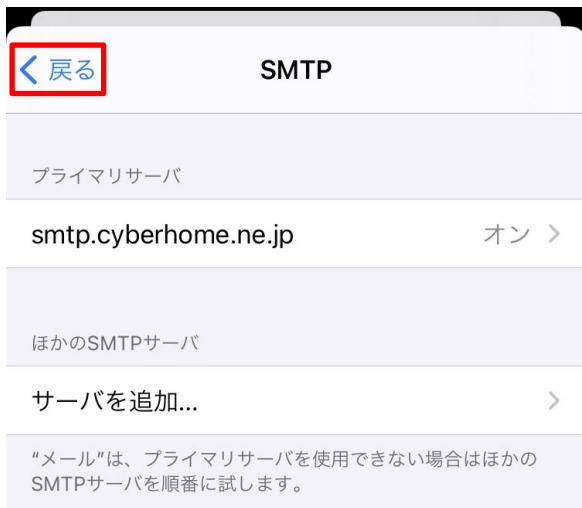 戻る
SMTP
プライマリサーバ
smtp.cyberhome.ne.jp オン
ほかのSMTPサーバ
サーバを追加...
“メール”は、プライマリサーバを使用できない場合はほかの
SMTPサーバを順番に試します。